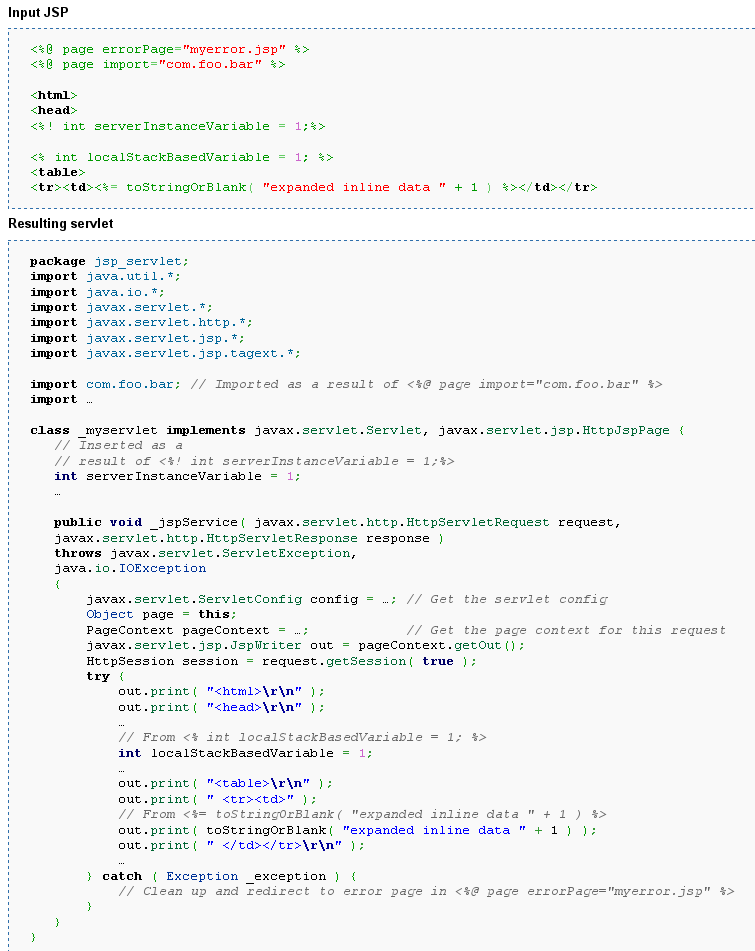 Input JSP
<%@ page errorPage="myerror.jsp" %>
<%@ page import="com.foo.bar" %>
<html>
<head>
<%! int serverInstanceVariable = 1;%>
<% int localStackBasedVariable = 1; %>
<table>
<tr><td><%= toStringOrBlank( "expanded inline data " + 1 ) %></td></tr>
Resulting servlet
package jsp_servlet;
import java.util.*;
import java.io.*;
import javax.servlet.*;
import javax.servlet.http.*;
import javax.servlet.jsp.*;
import javax.servlet.jsp.tagext.*;
import com.foo.bar; // Imported as a result of <%@ page import="com.foo.bar" %>
import …
class _myservlet implements javax.servlet.Servlet, javax.servlet.jsp.HttpJspPage {
// Inserted as a
// result of <%! int serverInstanceVariable = 1;%>
int serverInstanceVariable = 1;
…
public void _jspService( javax.servlet.http.HttpServletRequest request,
javax.servlet.http.HttpServletResponse response )
throws javax.servlet.ServletException,
java.io.IOException
{
javax.servlet.ServletConfig config = …; // Get the servlet config
Object page = this;
PageContext pageContext = …; // Get the page context for this request
javax.servlet.jsp.JspWriter out = pageContext.getOut();
HttpSession session = request.getSession( true );
try {
out.print( "<html>\r\n" );
out.print( "<head>\r\n" );
…
// From <% int localStackBasedVariable = 1; %>
int localStackBasedVariable = 1;
…
out.print( "<table>\r\n" );
out.print( " <tr><td>" );
// From <%= toStringOrBlank( "expanded inline data " + 1 ) %>
out.print( toStringOrBlank( "expanded inline data " + 1 ) );
out.print( " </td></tr>\r\n" );
…
} catch ( Exception _exception ) {
// Clean up and redirect to error page in <%@ page errorPage="myerror.jsp" %>
}
}
}